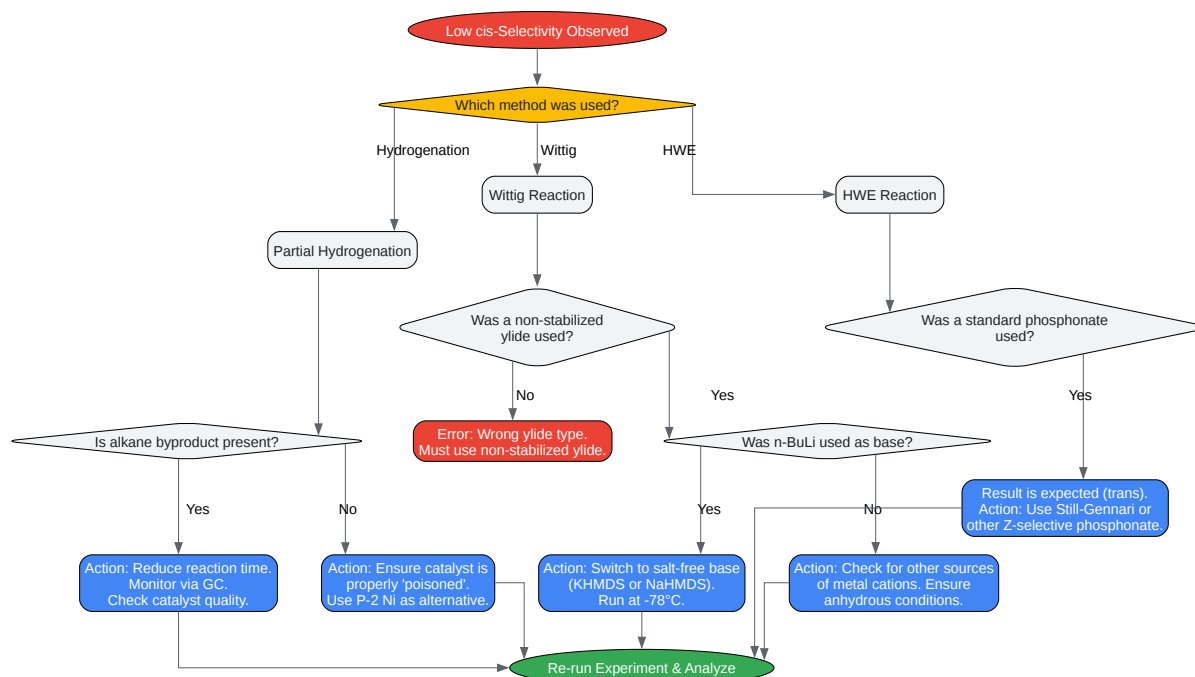 Low cis-Selectivity Observed
Which method was used?
Hydrogenation
Wittig
HWE
Wittig Reaction
HWE Reaction
Partial Hydrogenation
Was a non-stabilized
ylide used?
Was a standard phosphonate
used?
No
Yes
Yes
Error: Wrong ylide type.
Must use non-stabilized ylide.
Is alkane byproduct present?
Was n-BuLi used as base?
Result is expected (trans).
Action: Use Still-Gennari or
other Z-selective phosphonate.
Yes
No
Yes
No
Action: Reduce reaction time.
Monitor via GC.
Check catalyst quality.
Action: Ensure catalyst is
properly 'poisoned'.
Use P-2 Ni as alternative.
Action: Switch to salt-free base
(KHMDS or NaHMDS).
Run at -78°C.
Action: Check for other sources
of metal cations. Ensure
anhydrous conditions.
Re-run Experiment & Analyze